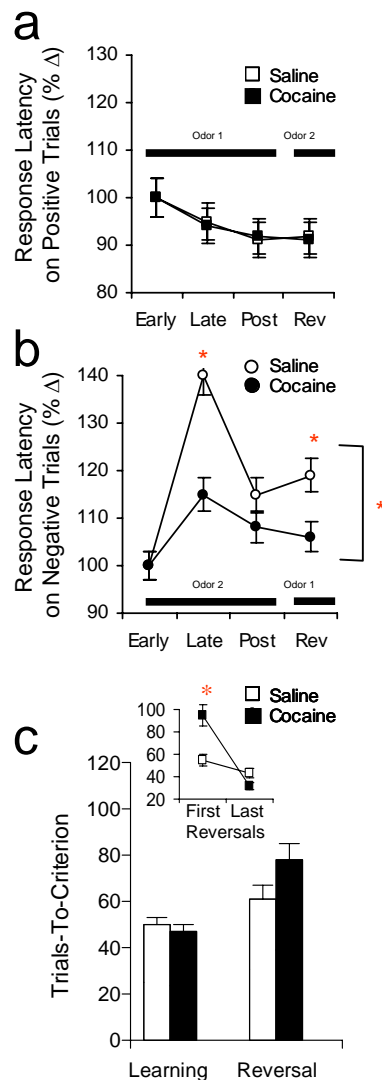 a
Response Latency
on Positive Trials (% Δ)
130
120
110
100
90
80
Saline
Cocaine
Odor 1
Odor 2
Early Late Post Rev
b
Response Latency
on Negative Trials (% Δ)
140
130
120
110
100
90
*
*
*
Saline
Cocaine
Odor 2
Odor 1
Early Late Post Rev
c
Trials-To-Criterion
120
100
80
60
40
20
0
*
100
80
60
40
20
First Last
Reversals
Saline
Cocaine
Learning Reversal